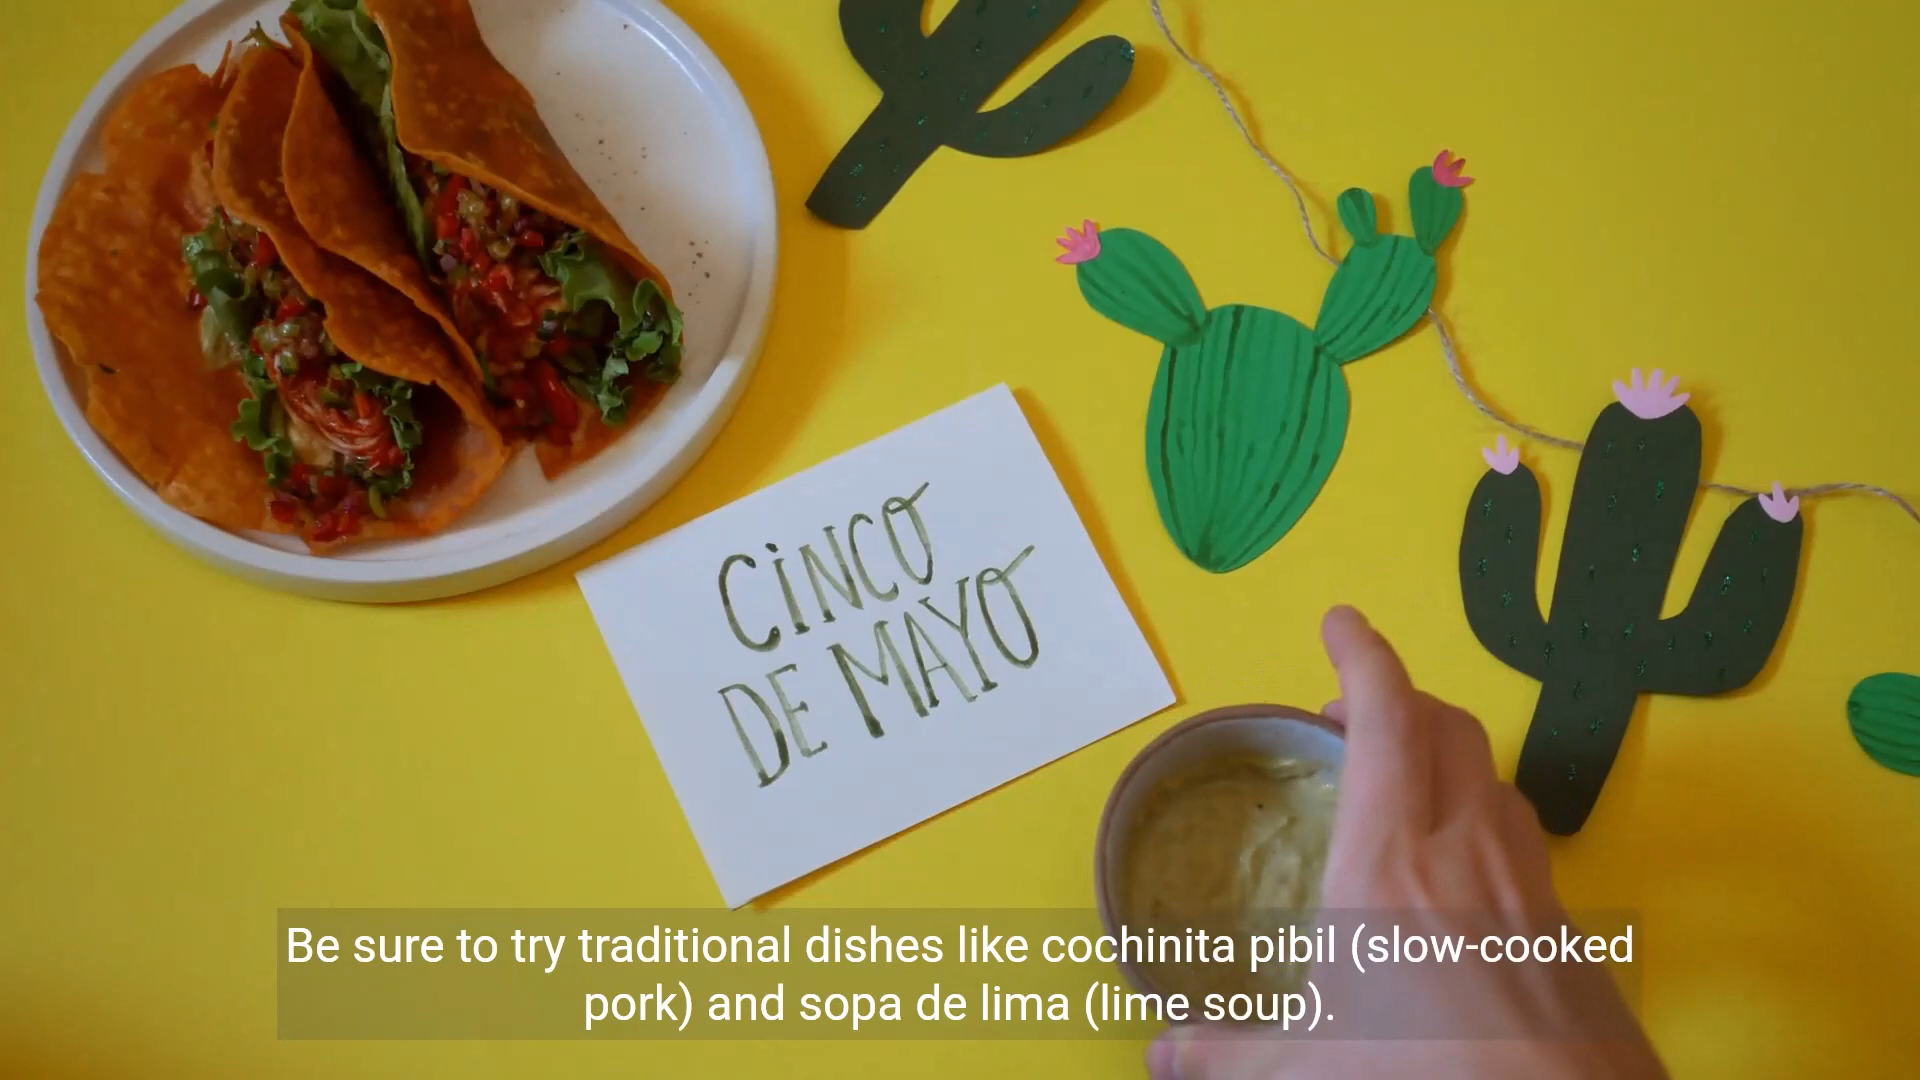 CiNCO
DE MAYO
Be sure to try traditional dishes like cochinita pibil (slow-cooked
pork) and sopa de lima (lime soup).